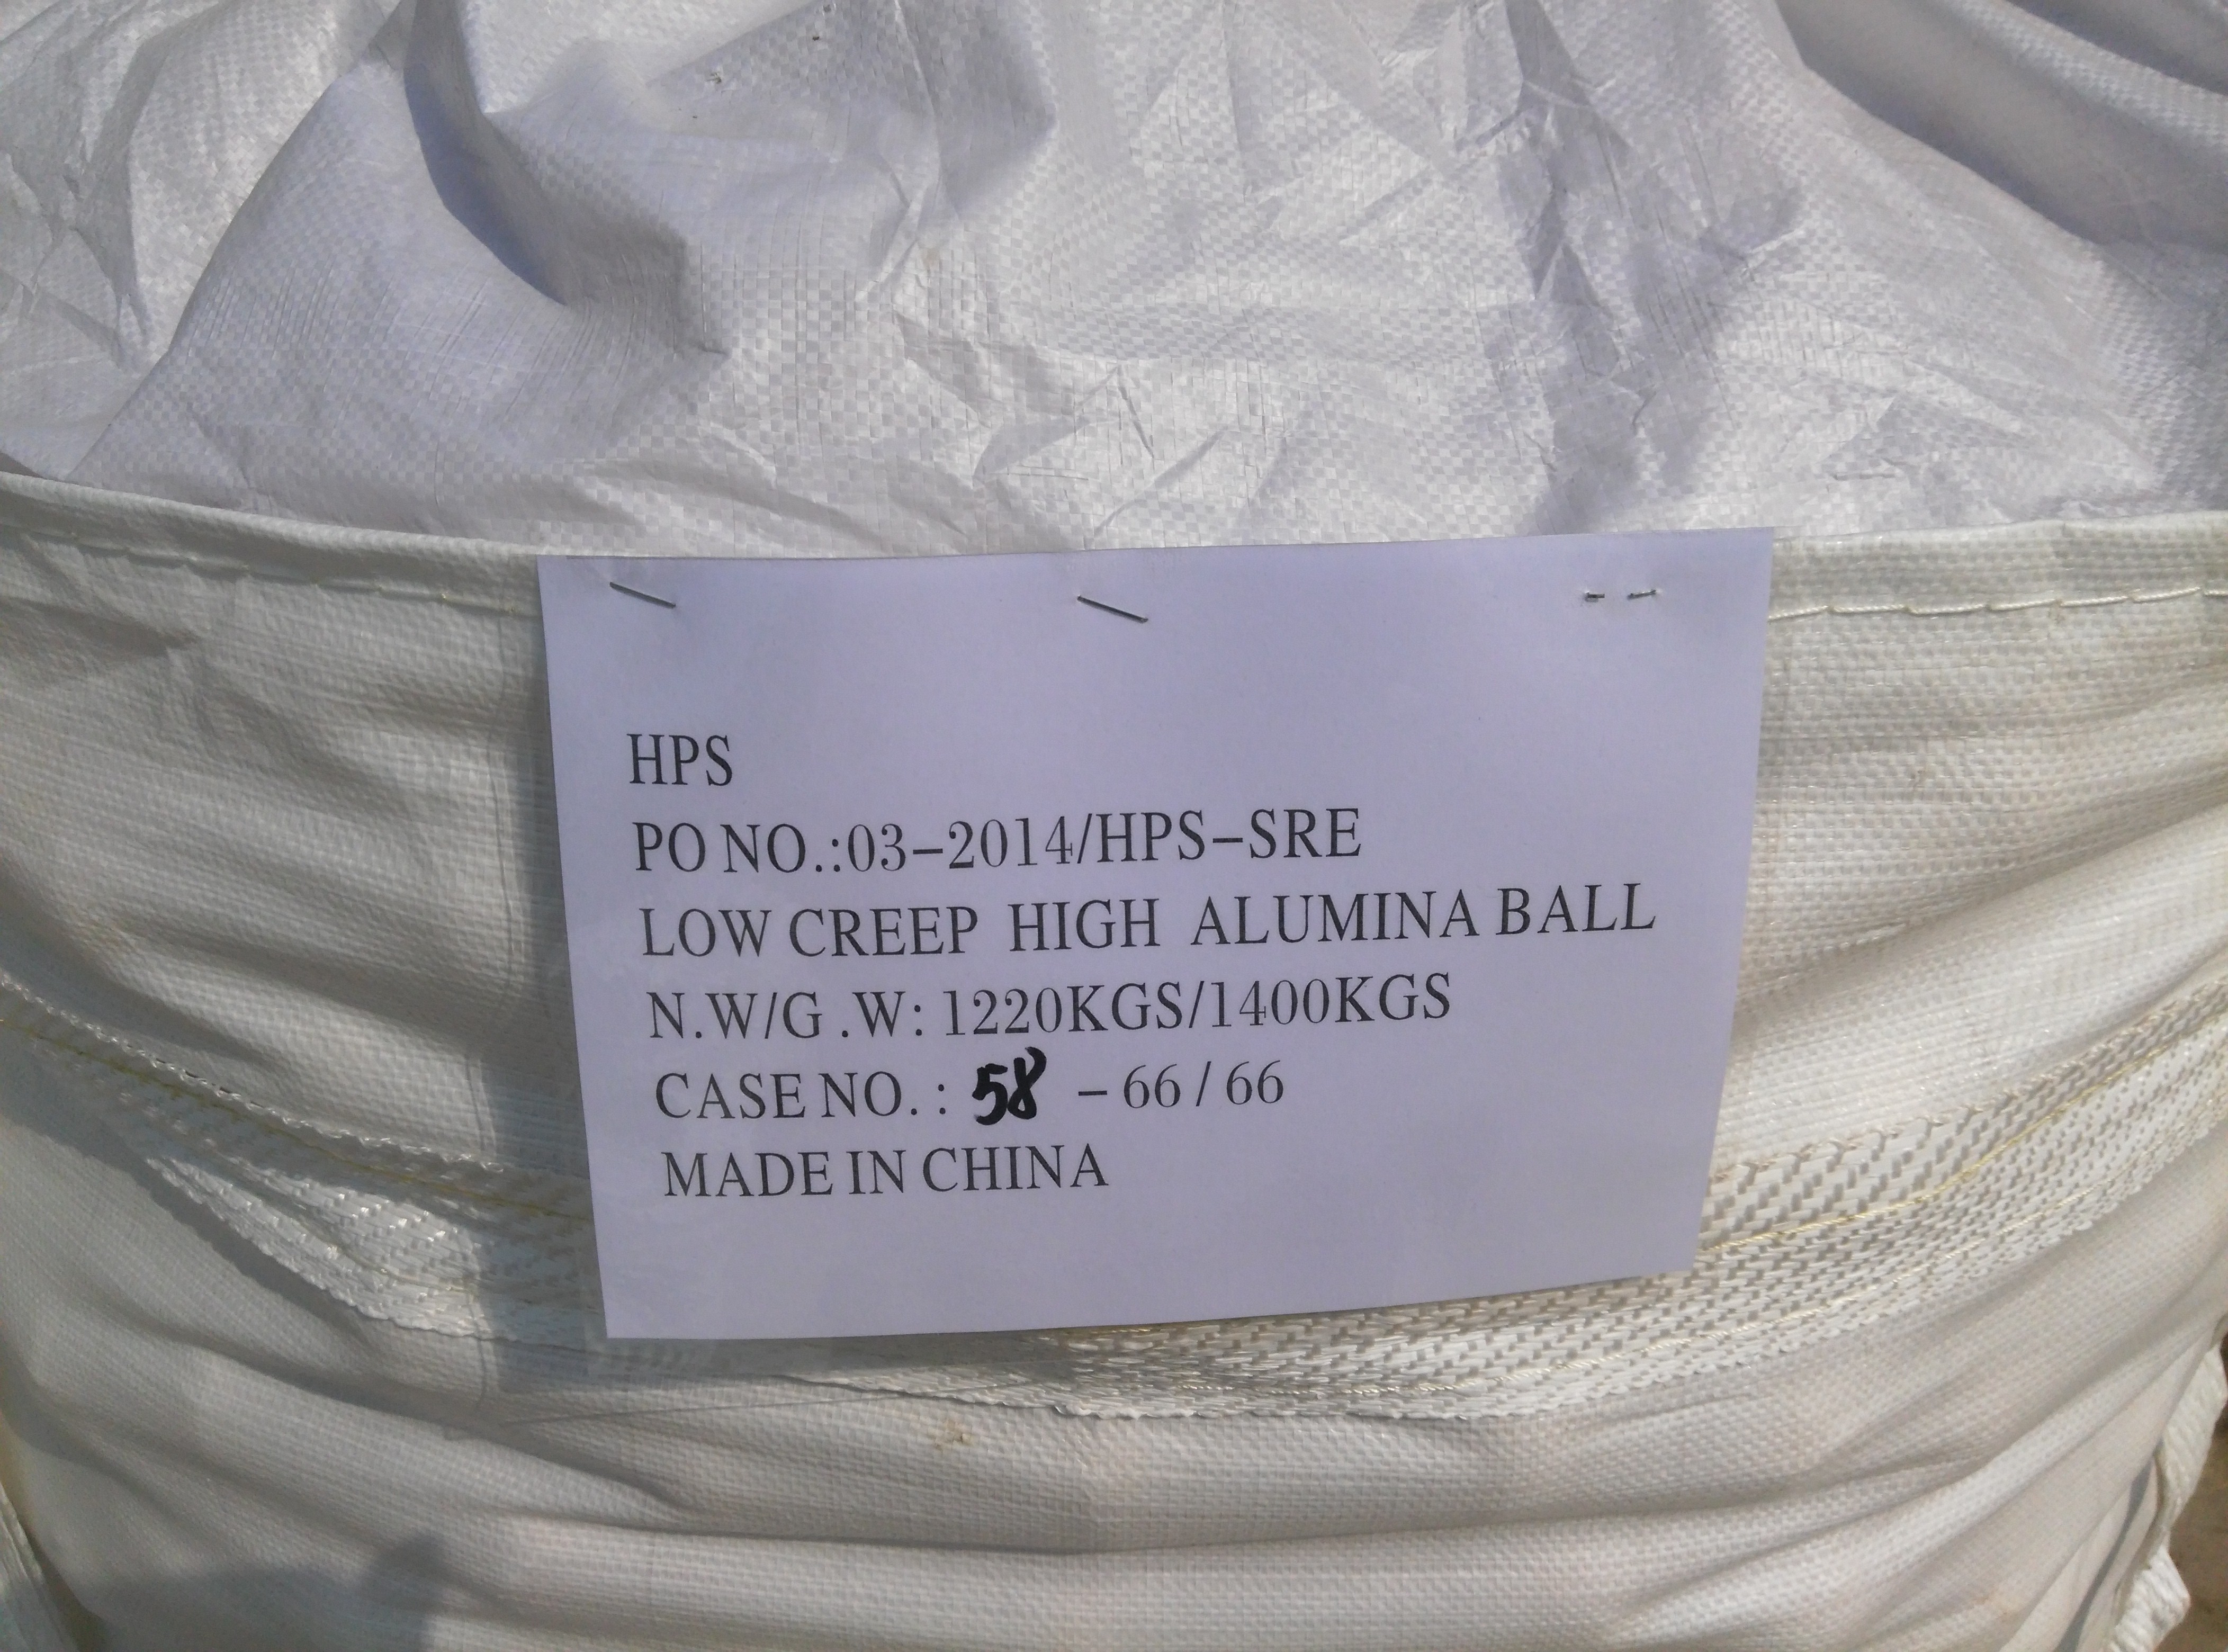 HPS
PO NO.:03-2014/HPS-SRE
LOW CREEP HIGH ALUMINA BALL
N.W/G.W: 1220KGS/1400KGS
CASE NO.: 58 - 66 / 66
MADE IN CHINA